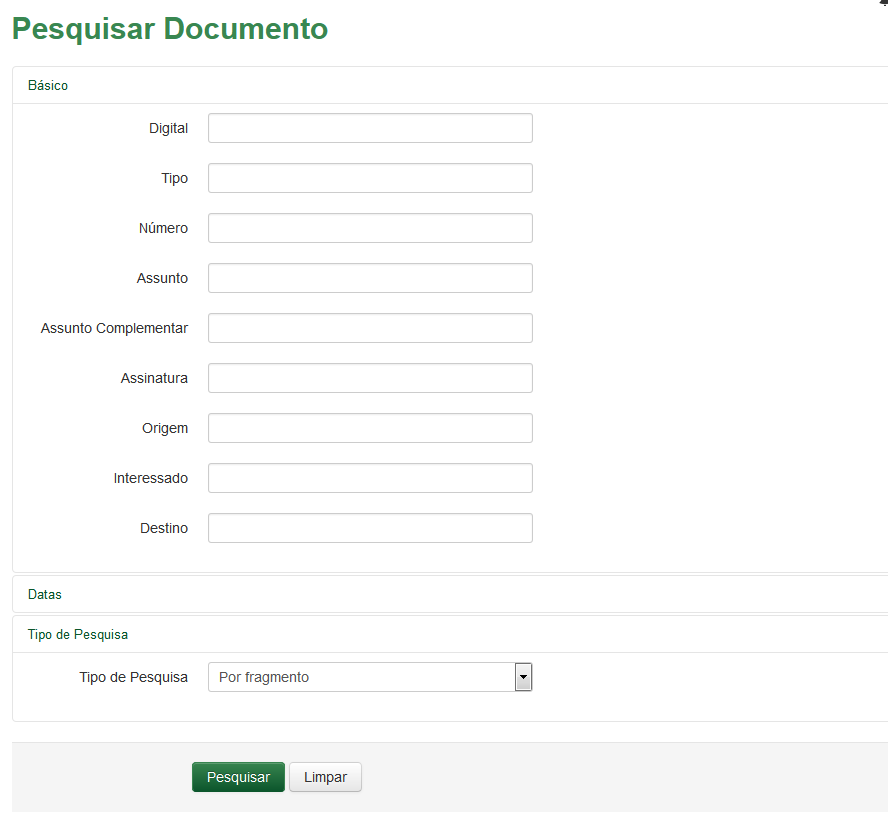 Pesquisar Documento
Básico
Digital
Tipo
Número
Assunto
Assunto Complementar
Assinatura
Origem
Interessado
Destino
Datas
Tipo de Pesquisa
Tipo de Pesquisa Por fragmento
Pesquisar Limpar